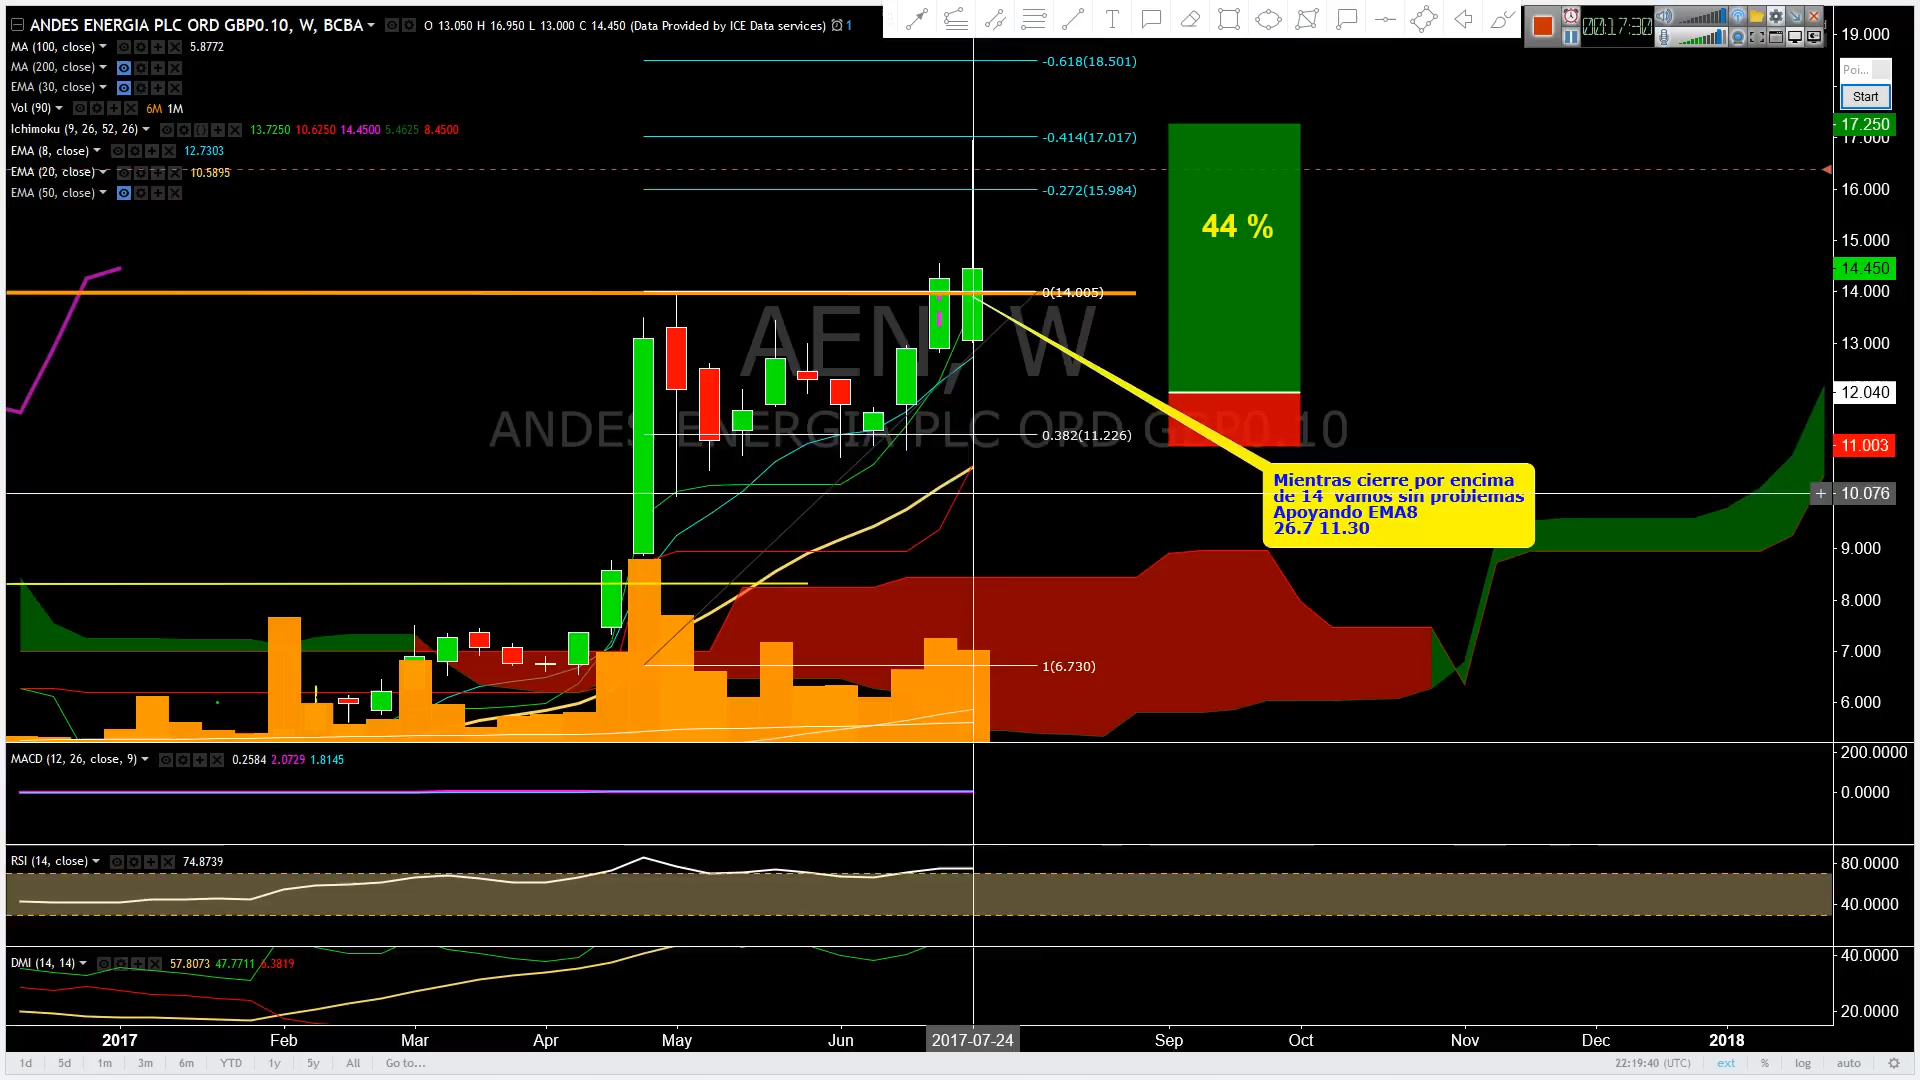 ANDES ENERGIA PLC ORD GBP0.10, W, BCBA O 13.050 H 16.950 L 13.000 C 14.450 (Data Provided by ICE Data services) 1
MA (100, close) 5.8772
MA (200, close)
EMA (30, close)
Vol (90) 6M 1M
Ichimoku (9, 26, 52, 26) 13.7250 10.6250 14.4500 5.4625 8.4500
EMA (8, close) 12.7303
EMA (20, close) 10.5895
EMA (50, close)
00:17:30
Poi...
Start
19.000
17.250
17.000
16.000
15.000
14.450
14.000
13.000
12.040
11.003
10.076
9.000
8.000
7.000
6.000
-0.618(18.501)
-0.414(17.017)
-0.272(15.984)
0(14.005)
0.382(11.226)
1(6.730)
44 %
AEN, W
ANDES ENERGIA PLC ORD GBP0.10
Mientras cierre por encima
de 14 vamos sin problemas
Apoyando EMA8
26.7 11.30
MACD (12, 26, close, 9) 0.2584 2.0729 1.8145
200.0000
0.0000
RSI (14, close) 74.8739
80.0000
40.0000
DMI (14, 14) 57.8073 47.7711 6.3819
40.0000
20.0000
2017 Feb Mar Apr May Jun 2017-07-24 Sep Oct Nov Dec 2018
1d 5d 1m 3m 6m YTD 1y 5y All Go to... 22:19:40 (UTC) ext % log auto